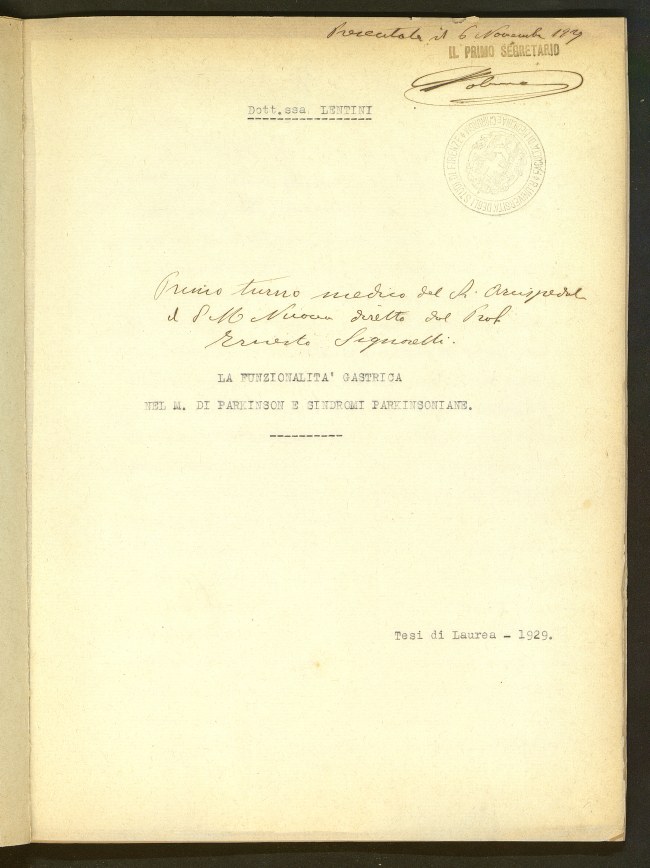 Presentata il 6 Novembre 1929
IL PRIMO SEGRETARIO
Dott.ssa LENTINI
Primo turno medico del R. Arcispedale
di S M Nuova diretto dal Prof
Ernesto Signorelli.
LA FUNZIONALITA' GASTRICA
NEL M. DI PARKINSON E SINDROMI PARKINSONIANE.
Tesi di Laurea - 1929.